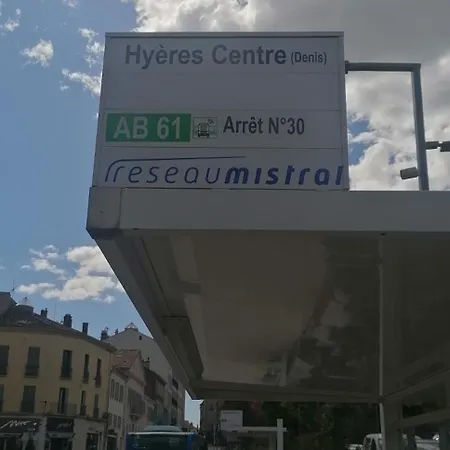 Hyères Centre (Denis)
AB 61 Arrêt N°30
reseaumistral